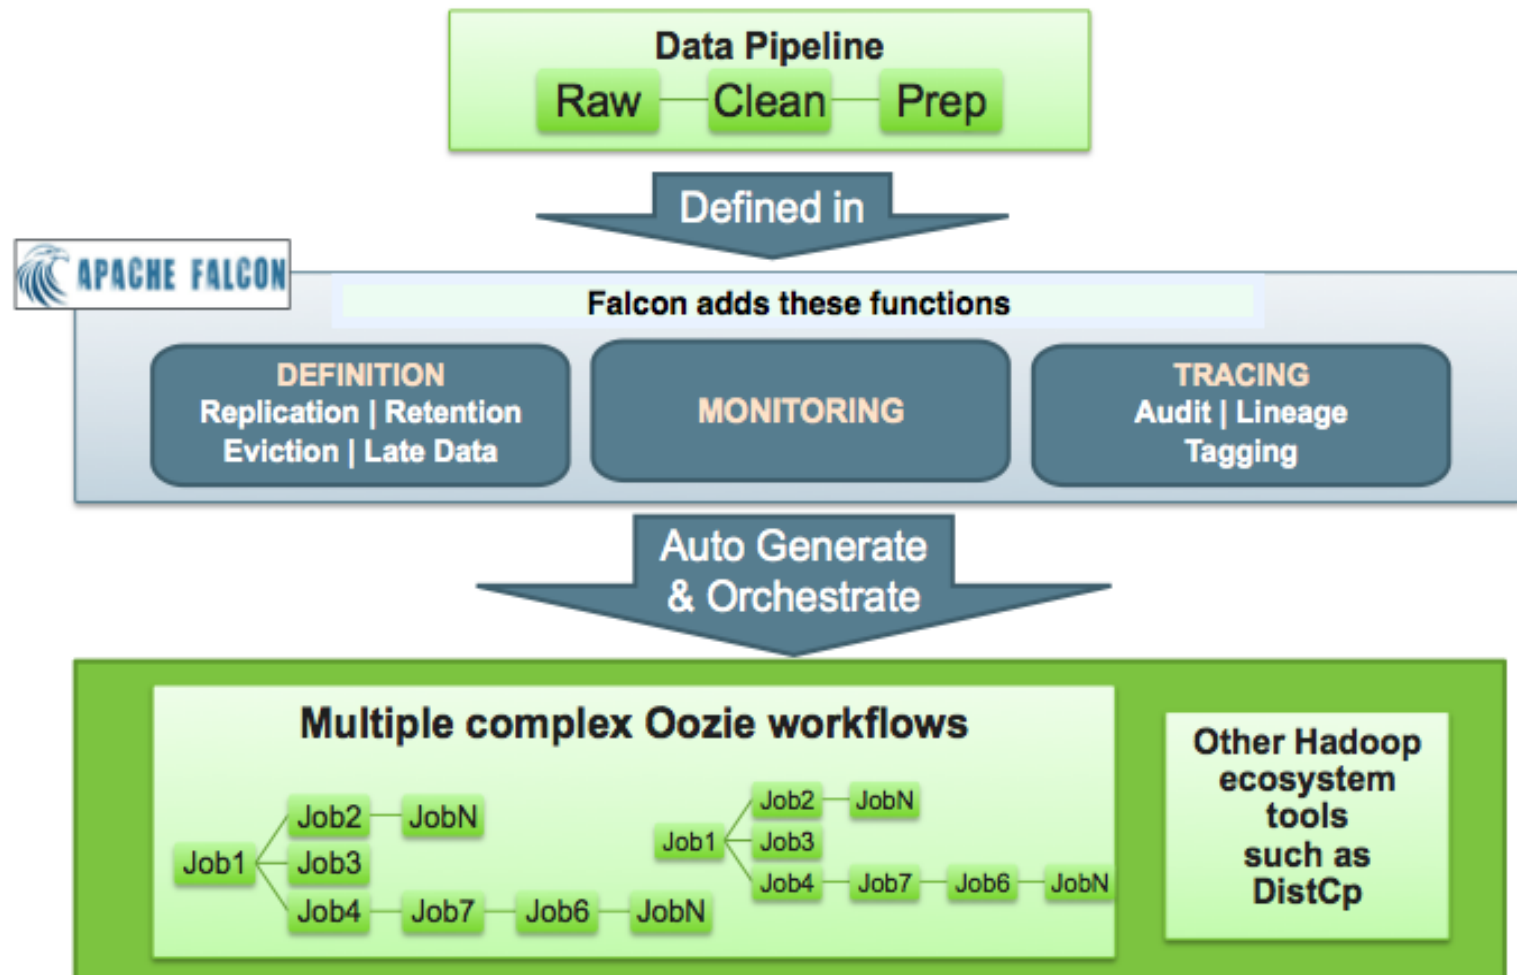 Data Pipeline
Raw Clean Prep
Defined in
APACHE FALCON
Falcon adds these functions
DEFINITION
Replication | Retention
Eviction | Late Data
MONITORING
TRACING
Audit | Lineage
Tagging
Auto Generate
& Orchestrate
Multiple complex Oozie workflows
Job2 JobN
Job1 Job3
Job4 Job7 Job6 JobN
Job2 JobN
Job1 Job3
Job4 Job7 Job6 JobN
Other Hadoop
ecosystem
tools
such as
DistCp